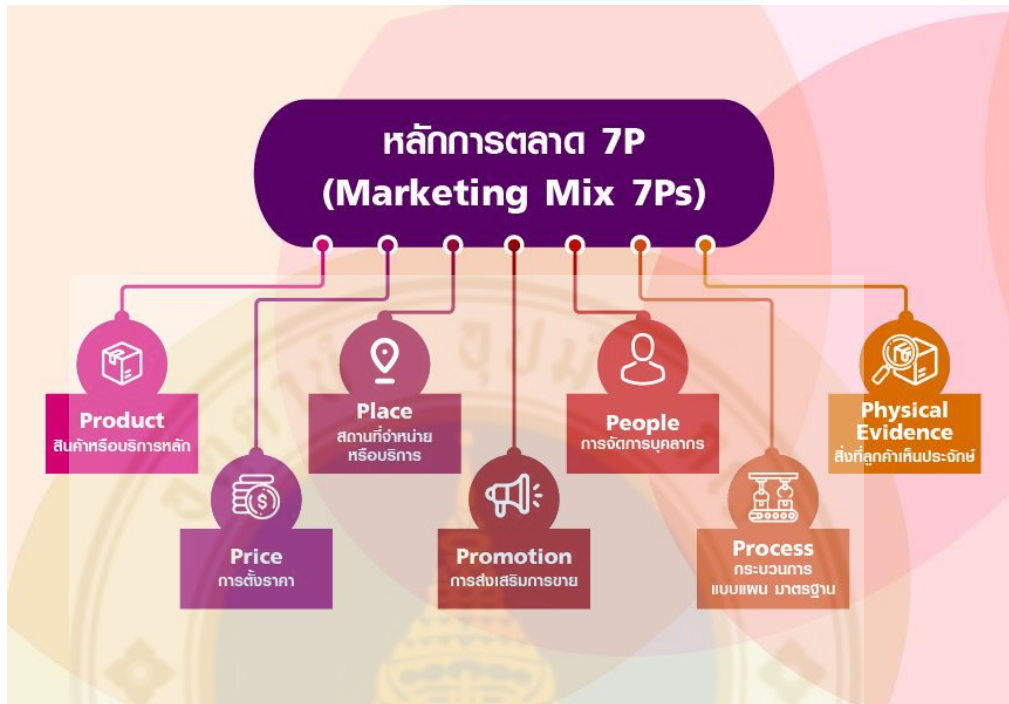 หลักการตลาด 7P
(Marketing Mix 7Ps)
Product
สินค้าหรือบริการหลัก
Price
การตั้งราคา
Place
สถานที่จำหน่าย
หรือบริการ
Promotion
การส่งเสริมการขาย
People
การจัดการบุคลากร
Process
กระบวนการ
แบบแผน มาตรฐาน
Physical
Evidence
สิ่งที่ลูกค้าเห็นประจักษ์